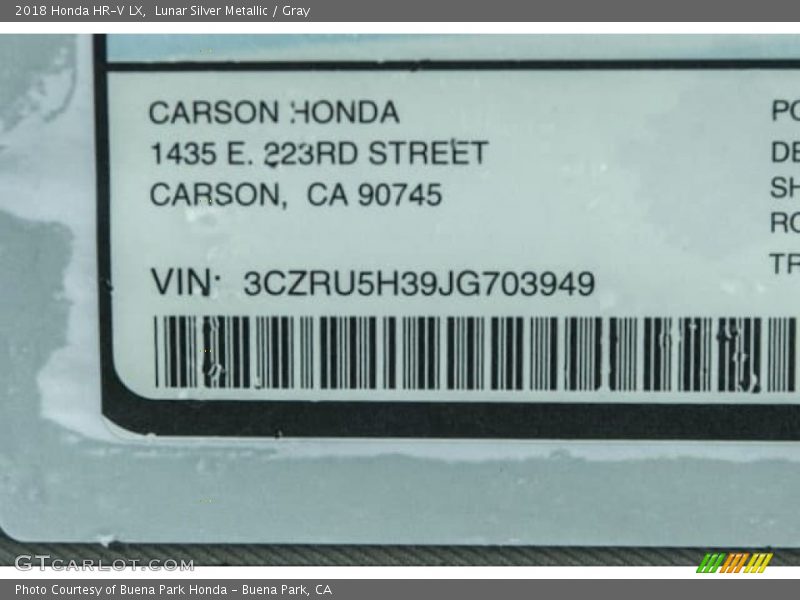 2018 Honda HR-V LX,  Lunar Silver Metallic / Gray
CARSON HONDA
1435 E. 223RD STREET
CARSON,  CA 90745
VIN:  3CZRU5H39JG703949
GTCARLOT.COM
Photo Courtesy of Buena Park Honda - Buena Park, CA